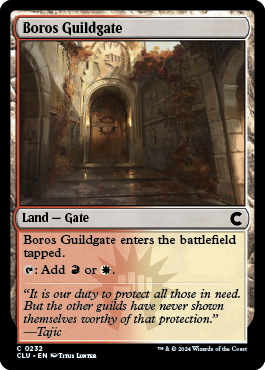 Boros Guildgate
Land — Gate
Boros Guildgate enters the battlefield
tapped.
: Add or .
“It is our duty to protect all those in need.
But the other guilds have never shown
themselves worthy of that protection.”
—Tajic
C 0232
CLU • EN Titus Lunter
™ & © 2024 Wizards of the Coast